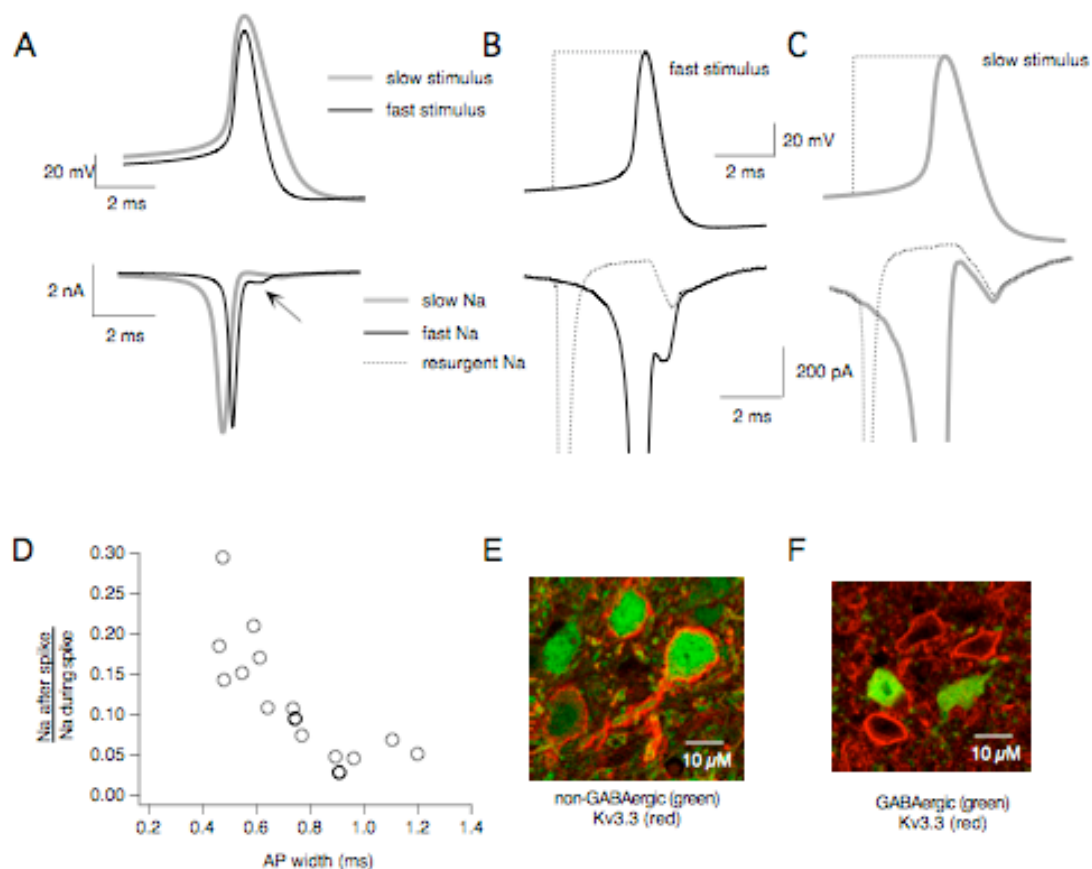 A
slow stimulus
fast stimulus
20 mV
2 ms
2 nA
2 ms
slow Na
fast Na
resurgent Na
B
fast stimulus
20 mV
2 ms
200 pA
2 ms
C
slow stimulus
D
Na after spike
Na during spike
0.30
0.25
0.20
0.15
0.10
0.05
0.00
0.2 0.4 0.6 0.8 1.0 1.2 1.4
AP width (ms)
E
10 µM
non-GABAergic (green)
Kv3.3 (red)
F
10 µM
GABAergic (green)
Kv3.3 (red)